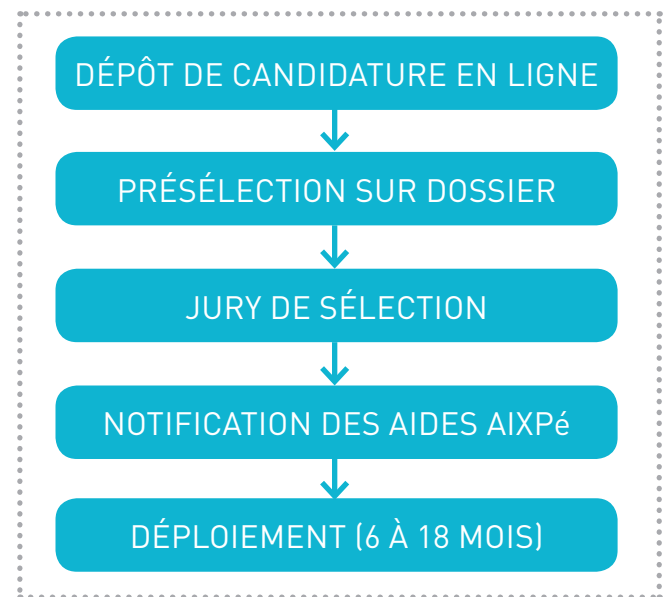 DÉPÔT DE CANDIDATURE EN LIGNE
PRÉSÉLECTION SUR DOSSIER
JURY DE SÉLECTION
NOTIFICATION DES AIDES AIXPé
DÉPLOIEMENT (6 À 18 MOIS)